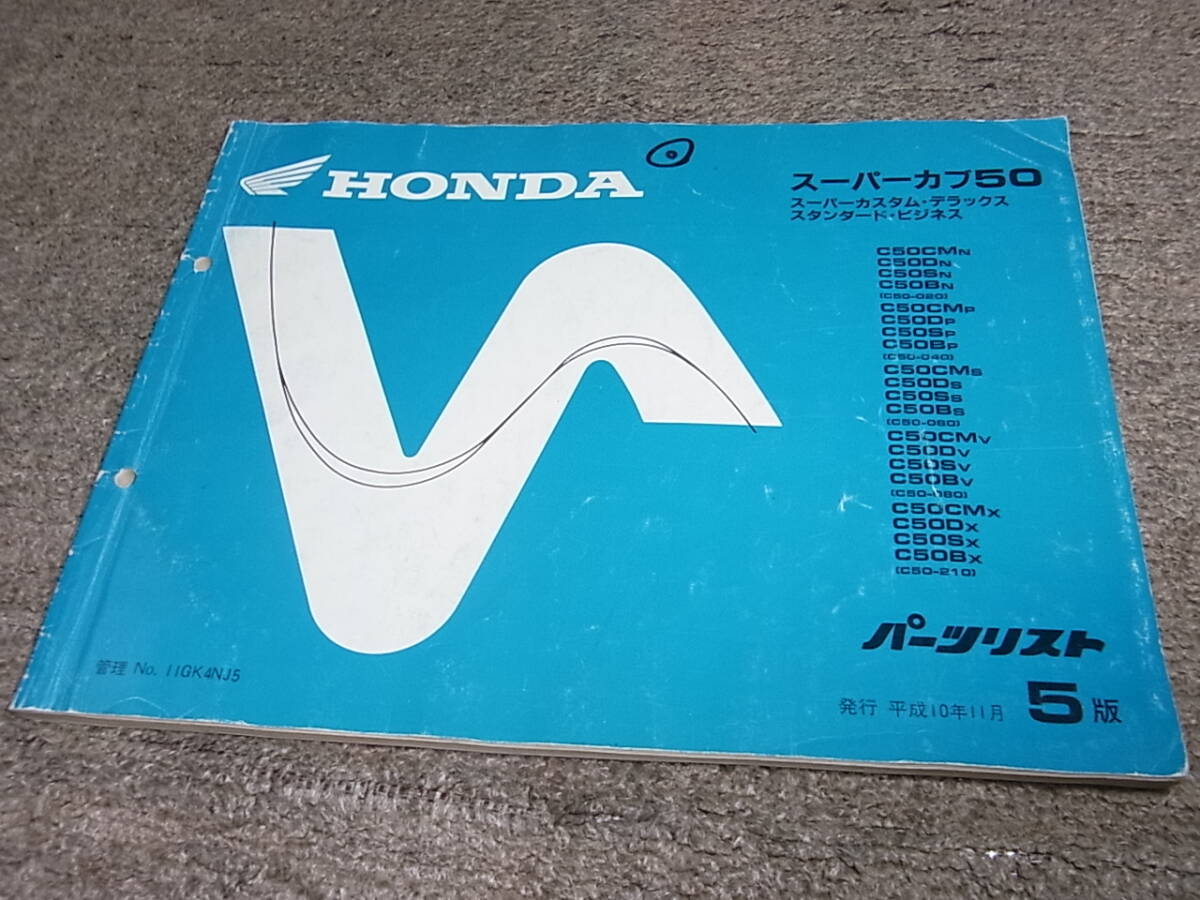 HONDA
スーパーカブ50
スーパーカスタム・デラックス
スタンダード・ビジネス
C50CMN
C50DN
C50SN
C50BN
(C50-020)
C50CMP
C50DP
C50SP
C50BP
(C50-040)
C50CMS
C50DS
C50SS
C50BS
(C50-060)
C50CMV
C50DV
C50SV
C50BV
(C50-080)
C50CMX
C50DX
C50SX
C50BX
(C50-210)
パーツリスト
管理 No. 11GK4NJ5
発行 平成10年11月 5版